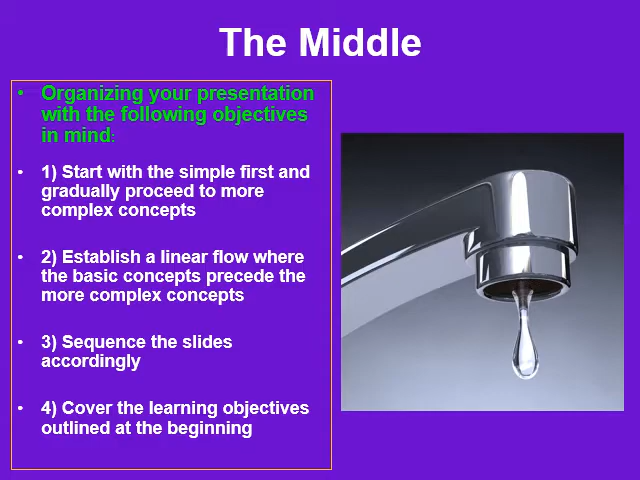 The Middle
• Organizing your presentation
with the following objectives
in mind:
• 1) Start with the simple first and
gradually proceed to more
complex concepts
• 2) Establish a linear flow where
the basic concepts precede the
more complex concepts
• 3) Sequence the slides
accordingly
• 4) Cover the learning objectives
outlined at the beginning